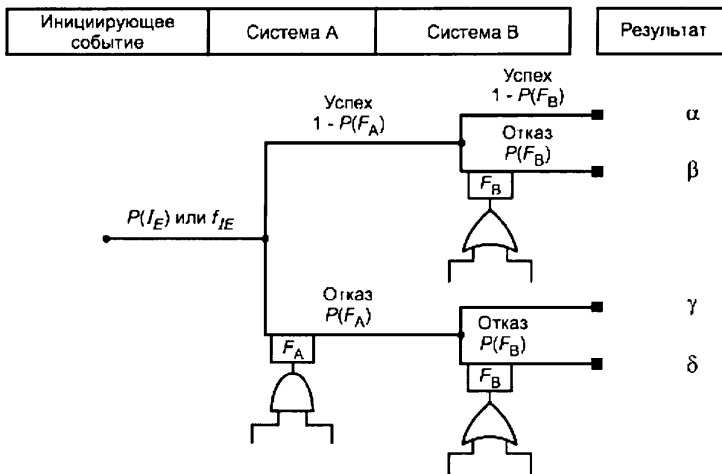 Инициирующее
событие
Система А
Система В
Результат
Успех
1 - P(F_B)
Успех
1 - P(F_A)
α
Отказ
P(F_B)
β
F_B
P(I_E) или f_IE
Отказ
P(F_A)
γ
Отказ
P(F_B)
F_A
δ
F_B